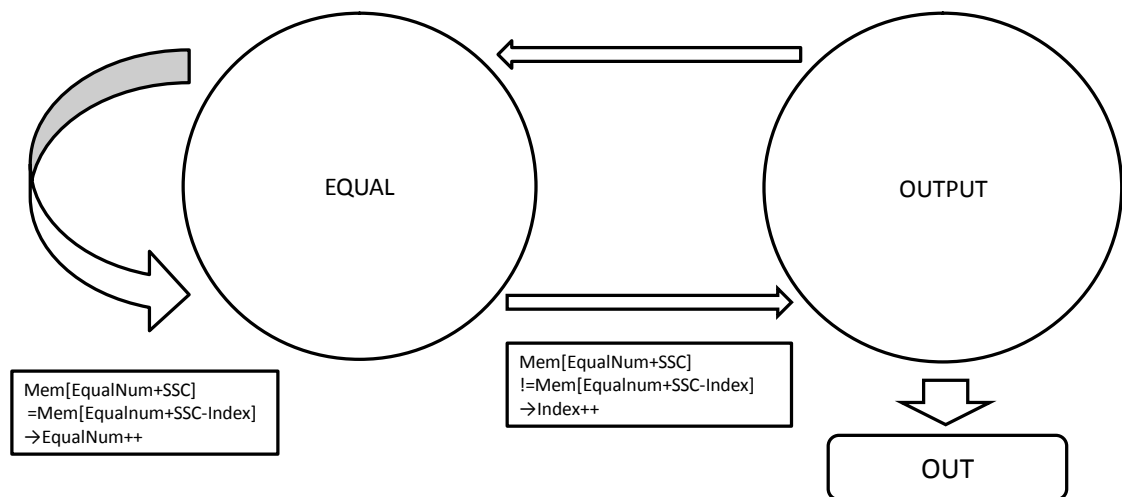 EQUAL
OUTPUT
Mem[EqualNum+SSC]
=Mem[Equalnum+SSC-Index]
→EqualNum++
Mem[EqualNum+SSC]
!=Mem[Equalnum+SSC-Index]
→Index++
OUT